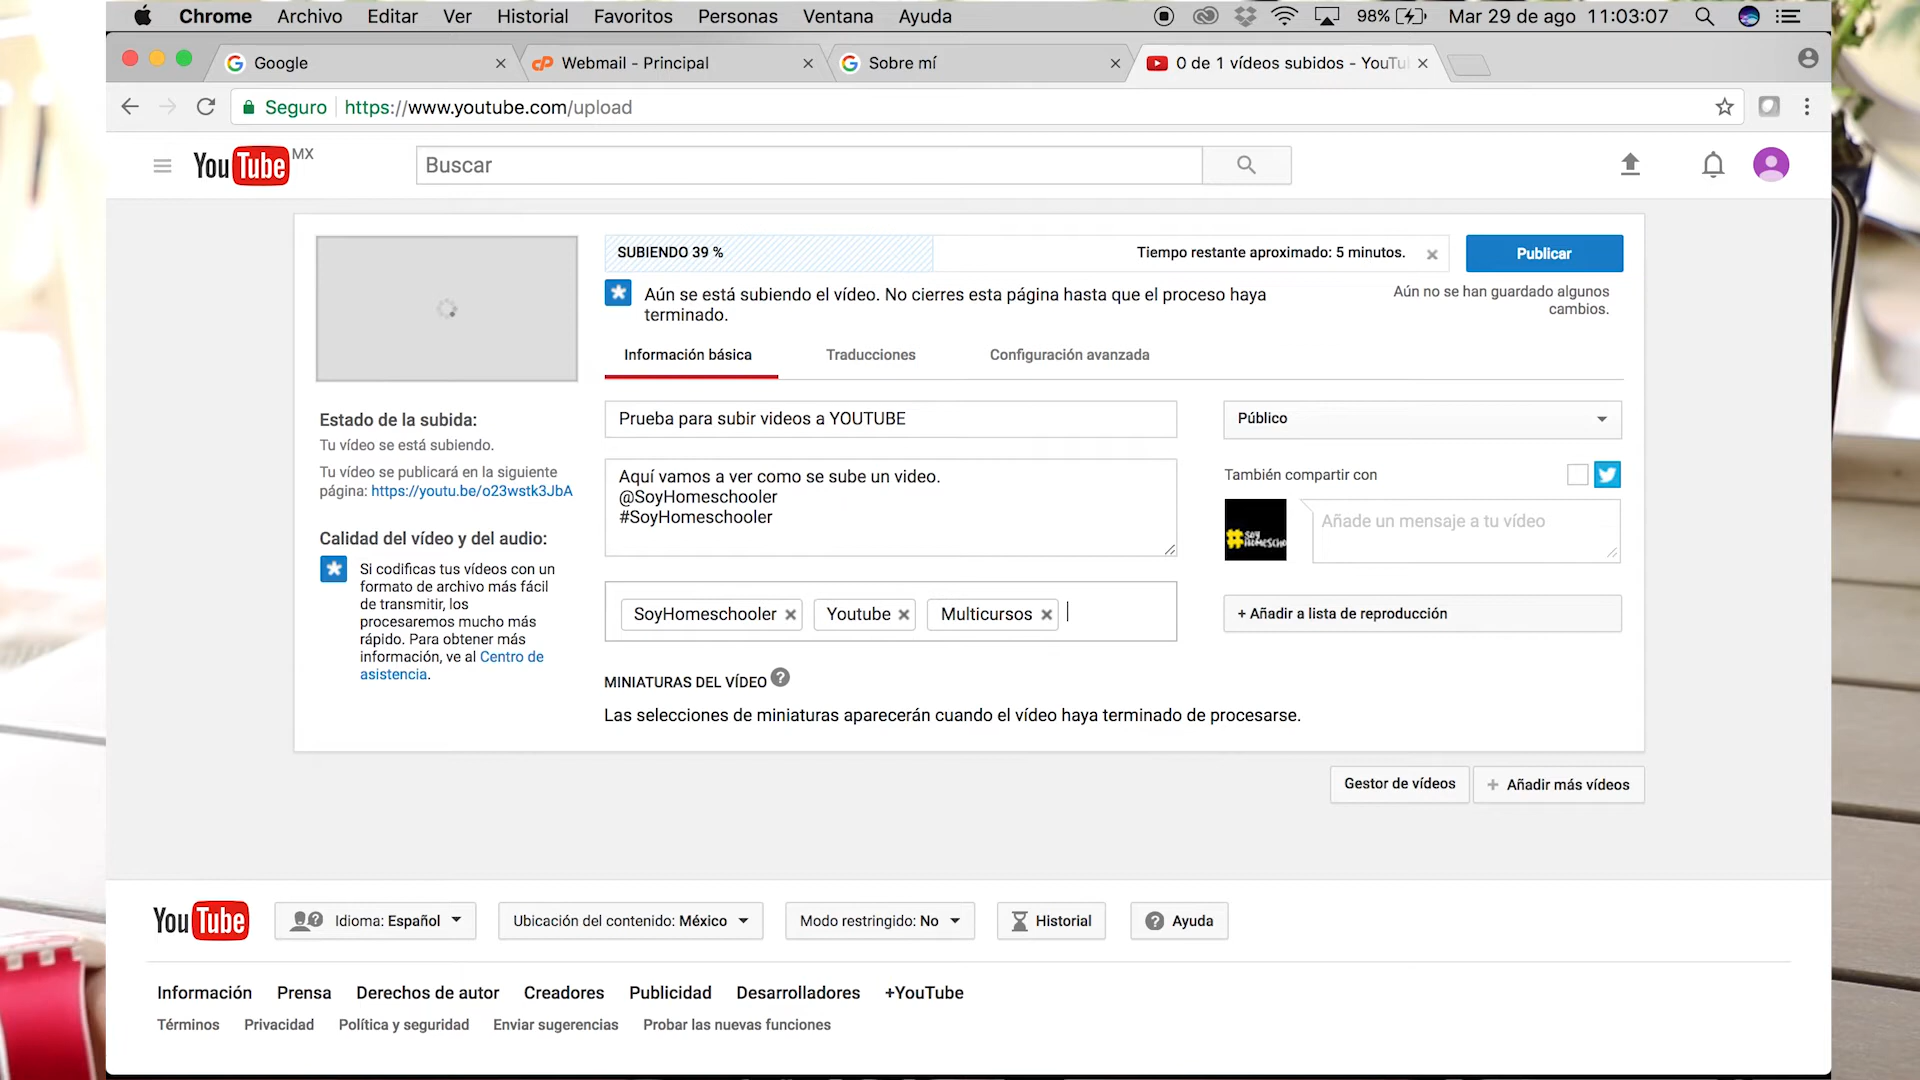 Chrome Archivo Editar Ver Historial Favoritos Personas Ventana Ayuda 98% Mar 29 de ago 11:03:07
Google Webmail - Principal Sobre mí 0 de 1 vídeos subidos - YouTu
Seguro https://www.youtube.com/upload
YouTube MX Buscar
SUBIENDO 39 % Tiempo restante aproximado: 5 minutos. Publicar
Aún se está subiendo el vídeo. No cierres esta página hasta que el proceso haya
terminado.
Aún no se han guardado algunos
cambios.
Información básica Traducciones Configuración avanzada
Estado de la subida:
Tu vídeo se está subiendo.
Tu vídeo se publicará en la siguiente
página: https://youtu.be/o23wstk3JbA
Calidad del vídeo y del audio:
Si codificas tus vídeos con un
formato de archivo más fácil
de transmitir, los
procesaremos mucho más
rápido. Para obtener más
información, ve al Centro de
asistencia.
Prueba para subir videos a YOUTUBE
Aquí vamos a ver como se sube un video.
@SoyHomeschooler
#SoyHomeschooler
SoyHomeschooler Youtube Multicursos
MINIATURAS DEL VÍDEO
Las selecciones de miniaturas aparecerán cuando el vídeo haya terminado de procesarse.
Público
También compartir con
#SOY
HOMESCHO
Añade un mensaje a tu vídeo
+ Añadir a lista de reproducción
Gestor de vídeos + Añadir más vídeos
YouTube Idioma: Español Ubicación del contenido: México Modo restringido: No Historial Ayuda
Información Prensa Derechos de autor Creadores Publicidad Desarrolladores +YouTube
Términos Privacidad Política y seguridad Enviar sugerencias Probar las nuevas funciones